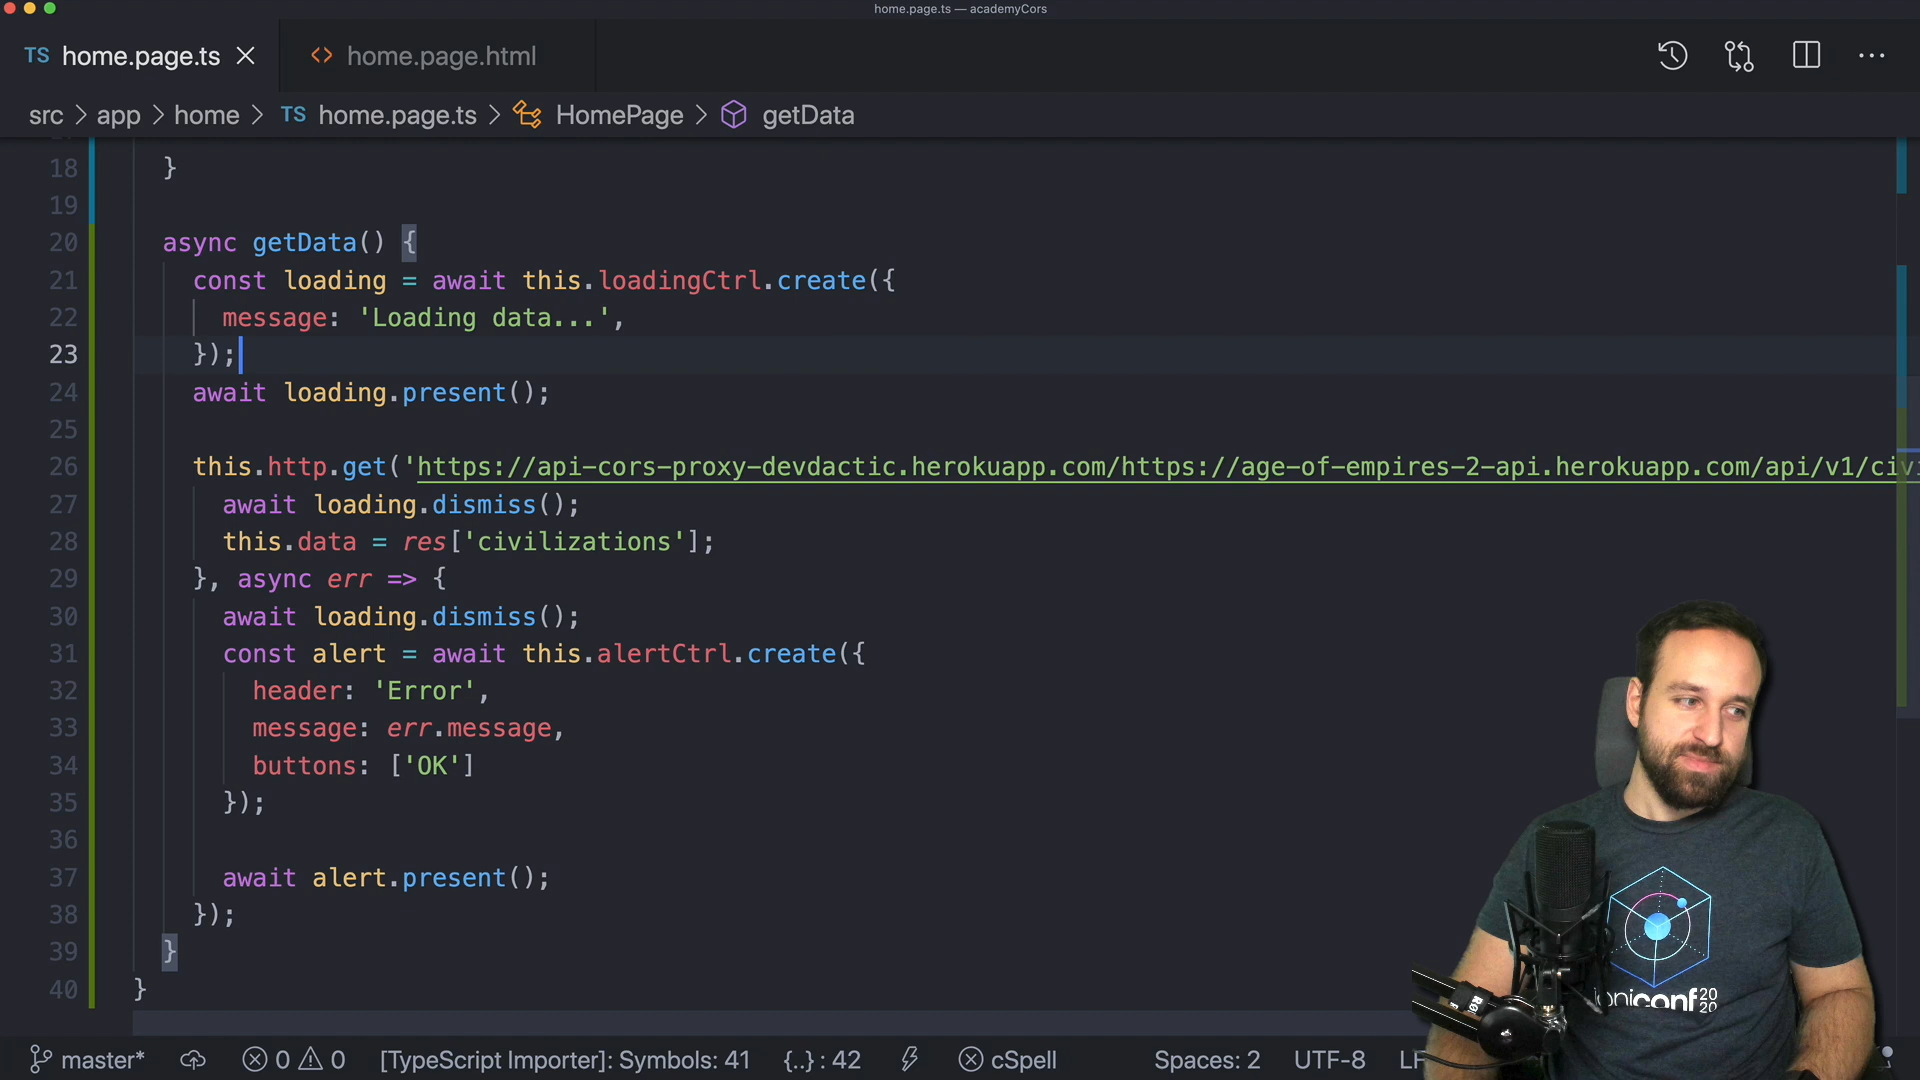 home.page.ts — academyCors
TS home.page.ts
<> home.page.html
src > app > home > TS home.page.ts > HomePage > getData
18 }
19
20 async getData() {
21 const loading = await this.loadingCtrl.create({
22 message: 'Loading data...',
23 });
24 await loading.present();
25
26 this.http.get('https://api-cors-proxy-devdactic.herokuapp.com/https://age-of-empires-2-api.herokuapp.com/api/v1/civi
27 await loading.dismiss();
28 this.data = res['civilizations'];
29 }, async err => {
30 await loading.dismiss();
31 const alert = await this.alertCtrl.create({
32 header: 'Error',
33 message: err.message,
34 buttons: ['OK']
35 });
36
37 await alert.present();
38 });
39 }
40 }
ioniconf 2020
master* 0 0 [TypeScript Importer]: Symbols: 41 {..} : 42 cSpell Spaces: 2 UTF-8 LF